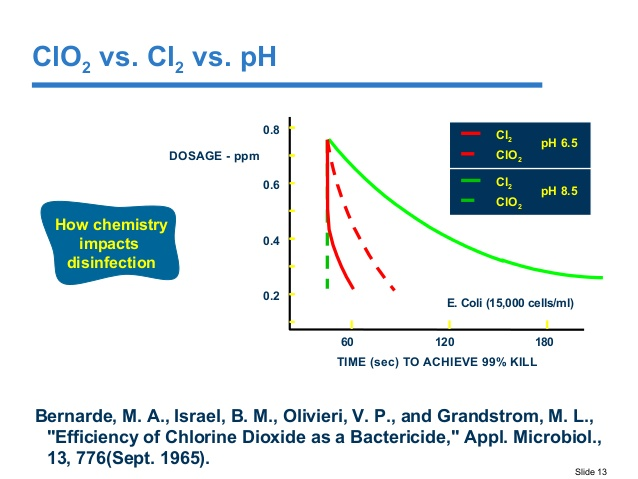 ClO₂ vs. Cl₂ vs. pH
DOSAGE - ppm
0.8
0.6
0.4
0.2
Cl₂
ClO₂
pH 6.5
Cl₂
ClO₂
pH 8.5
How chemistry
impacts
disinfection
E. Coli (15,000 cells/ml)
60
120
180
TIME (sec) TO ACHIEVE 99% KILL
Bernarde, M. A., Israel, B. M., Olivieri, V. P., and Grandstrom, M. L.,
"Efficiency of Chlorine Dioxide as a Bactericide," Appl. Microbiol.,
13, 776(Sept. 1965).
Slide 13